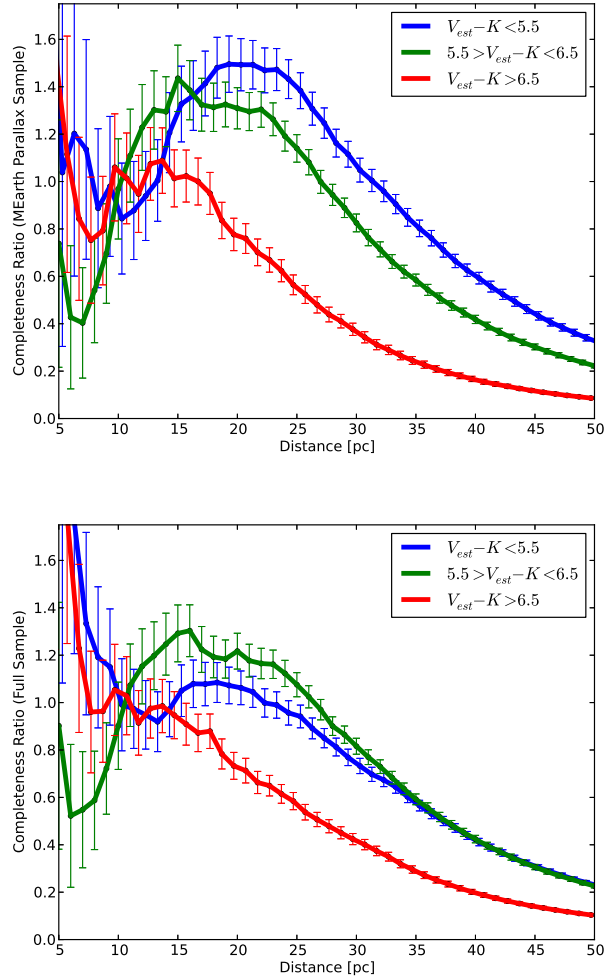 Completeness Ratio (MEarth Parallax Sample)
1.6
1.4
1.2
1.0
0.8
0.6
0.4
0.2
0.0
V_est−K<5.5
5.5>V_est−K<6.5
V_est−K>6.5
5 10 15 20 25 30 35 40 45 50
Distance [pc]
Completeness Ratio (Full Sample)
1.6
1.4
1.2
1.0
0.8
0.6
0.4
0.2
0.0
V_est−K<5.5
5.5>V_est−K<6.5
V_est−K>6.5
5 10 15 20 25 30 35 40 45 50
Distance [pc]